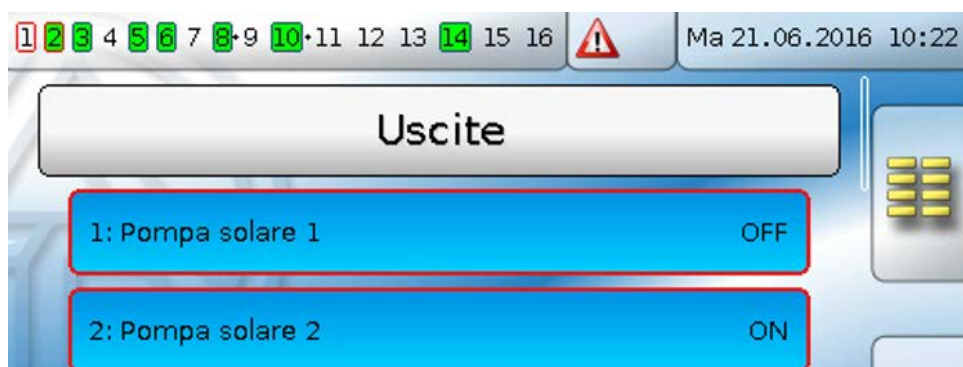 1 2 3 4 5 6 7 8•9 10•11 12 13 14 15 16 Ma 21.06.2016 10:22
Uscite
1: Pompa solare 1 OFF
2: Pompa solare 2 ON